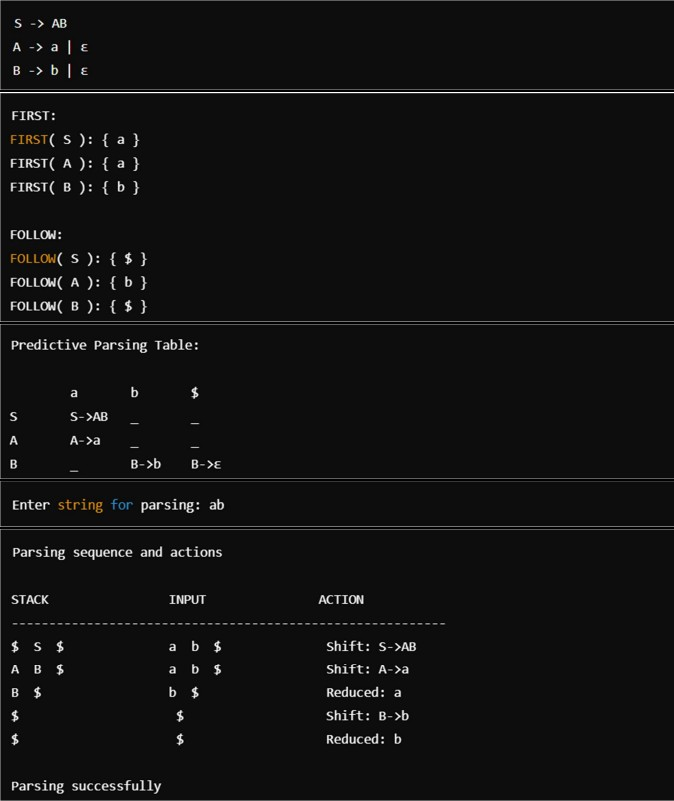 S -> AB
A -> a | ε
B -> b | ε
FIRST:
FIRST( S ): { a }
FIRST( A ): { a }
FIRST( B ): { b }
FOLLOW:
FOLLOW( S ): { $ }
FOLLOW( A ): { b }
FOLLOW( B ): { $ }
Predictive Parsing Table:
a b $
S S->AB _ _
A A->a _ _
B _ B->b B->ε
Enter string for parsing: ab
Parsing sequence and actions
STACK INPUT ACTION
----------------------------------------------------------
$ S $ a b $ Shift: S->AB
A B $ a b $ Shift: A->a
B $ b $ Reduced: a
$ $ Shift: B->b
$ $ Reduced: b
Parsing successfully